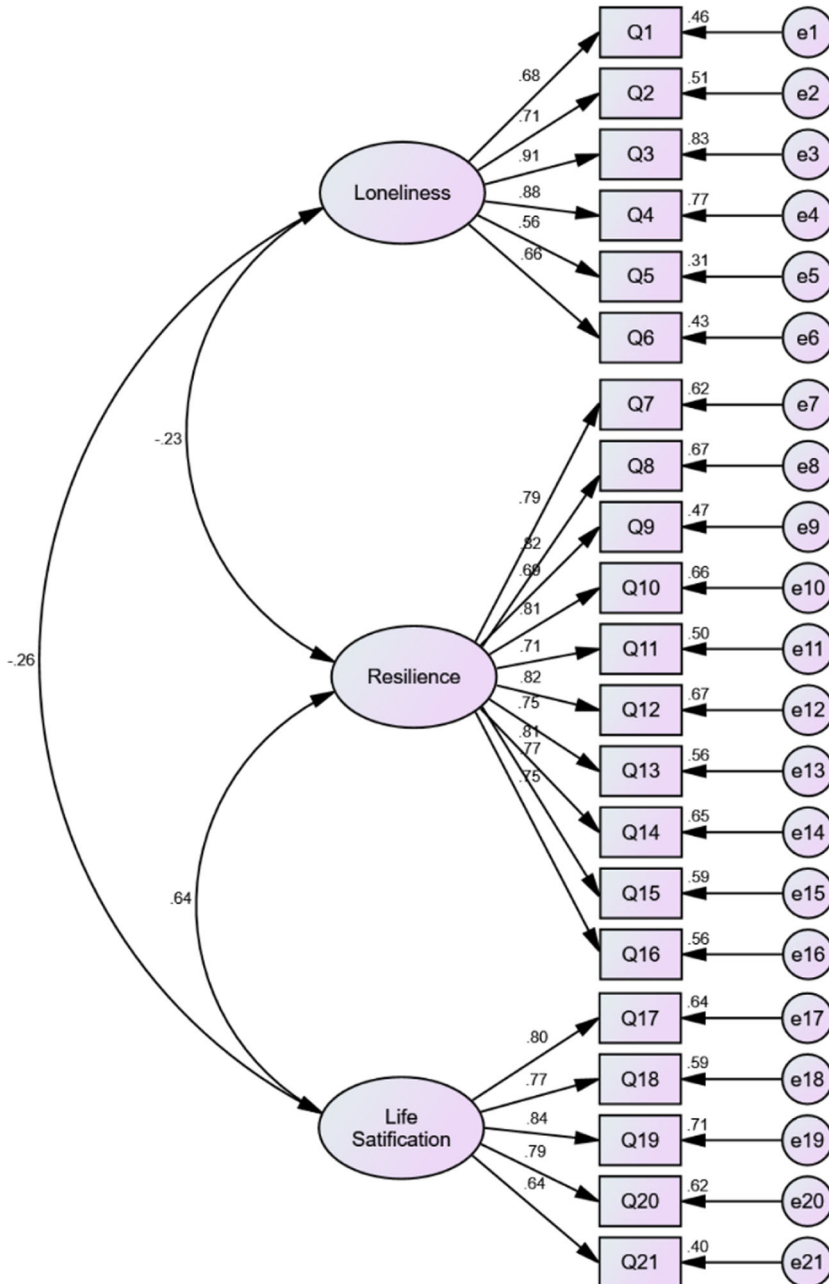 .68
Q1
.46
e1
.71
Q2
.51
e2
.91
Q3
.83
e3
Loneliness
.88
Q4
.77
e4
.56
Q5
.31
e5
.66
Q6
.43
e6
-.23
.79
Q7
.62
e7
.82
Q8
.67
e8
.69
Q9
.47
e9
.81
Q10
.66
e10
-.26
Resilience
.71
Q11
.50
e11
.82
Q12
.67
e12
.75
Q13
.56
e13
.81
Q14
.65
e14
.77
Q15
.59
e15
.75
Q16
.56
e16
.64
.80
Q17
.64
e17
.77
Q18
.59
e18
Life
Satification
.84
Q19
.71
e19
.79
Q20
.62
e20
.64
Q21
.40
e21